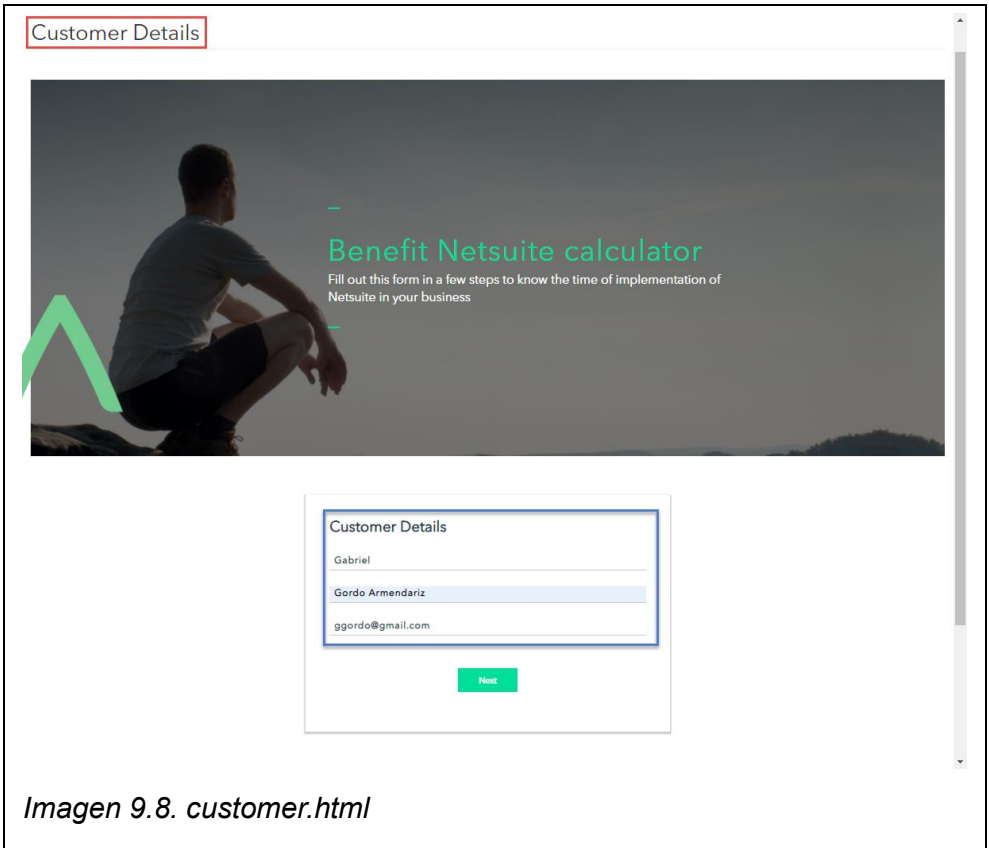 Customer Details
Benefit Netsuite calculator
Fill out this form in a few steps to know the time of implementation of
Netsuite in your business
Customer Details
Gabriel
Gordo Armendariz
ggordo@gmail.com
Next
Imagen 9.8. customer.html